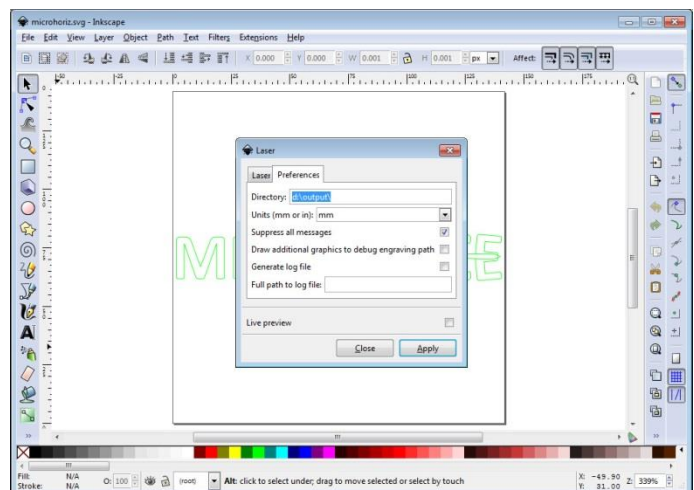 microhoriz.svg - Inkscape
File Edit View Layer Object Path Text Filters Extensions Help
X 0.000 Y 0.000 W 0.001 H 0.001 px Affect:
Laser
Laser Preferences
Directory: d:\output\
Units (mm or in): mm
Suppress all messages
Draw additional graphics to debug engraving path
Generate log file
Full path to log file:
Live preview
Close Apply
Fill: N/A
Stroke: N/A
O: 100
(root)
Alt: click to select under; drag to move selected or select by touch
X: -49.90
Y: 31.00
Z: 339%